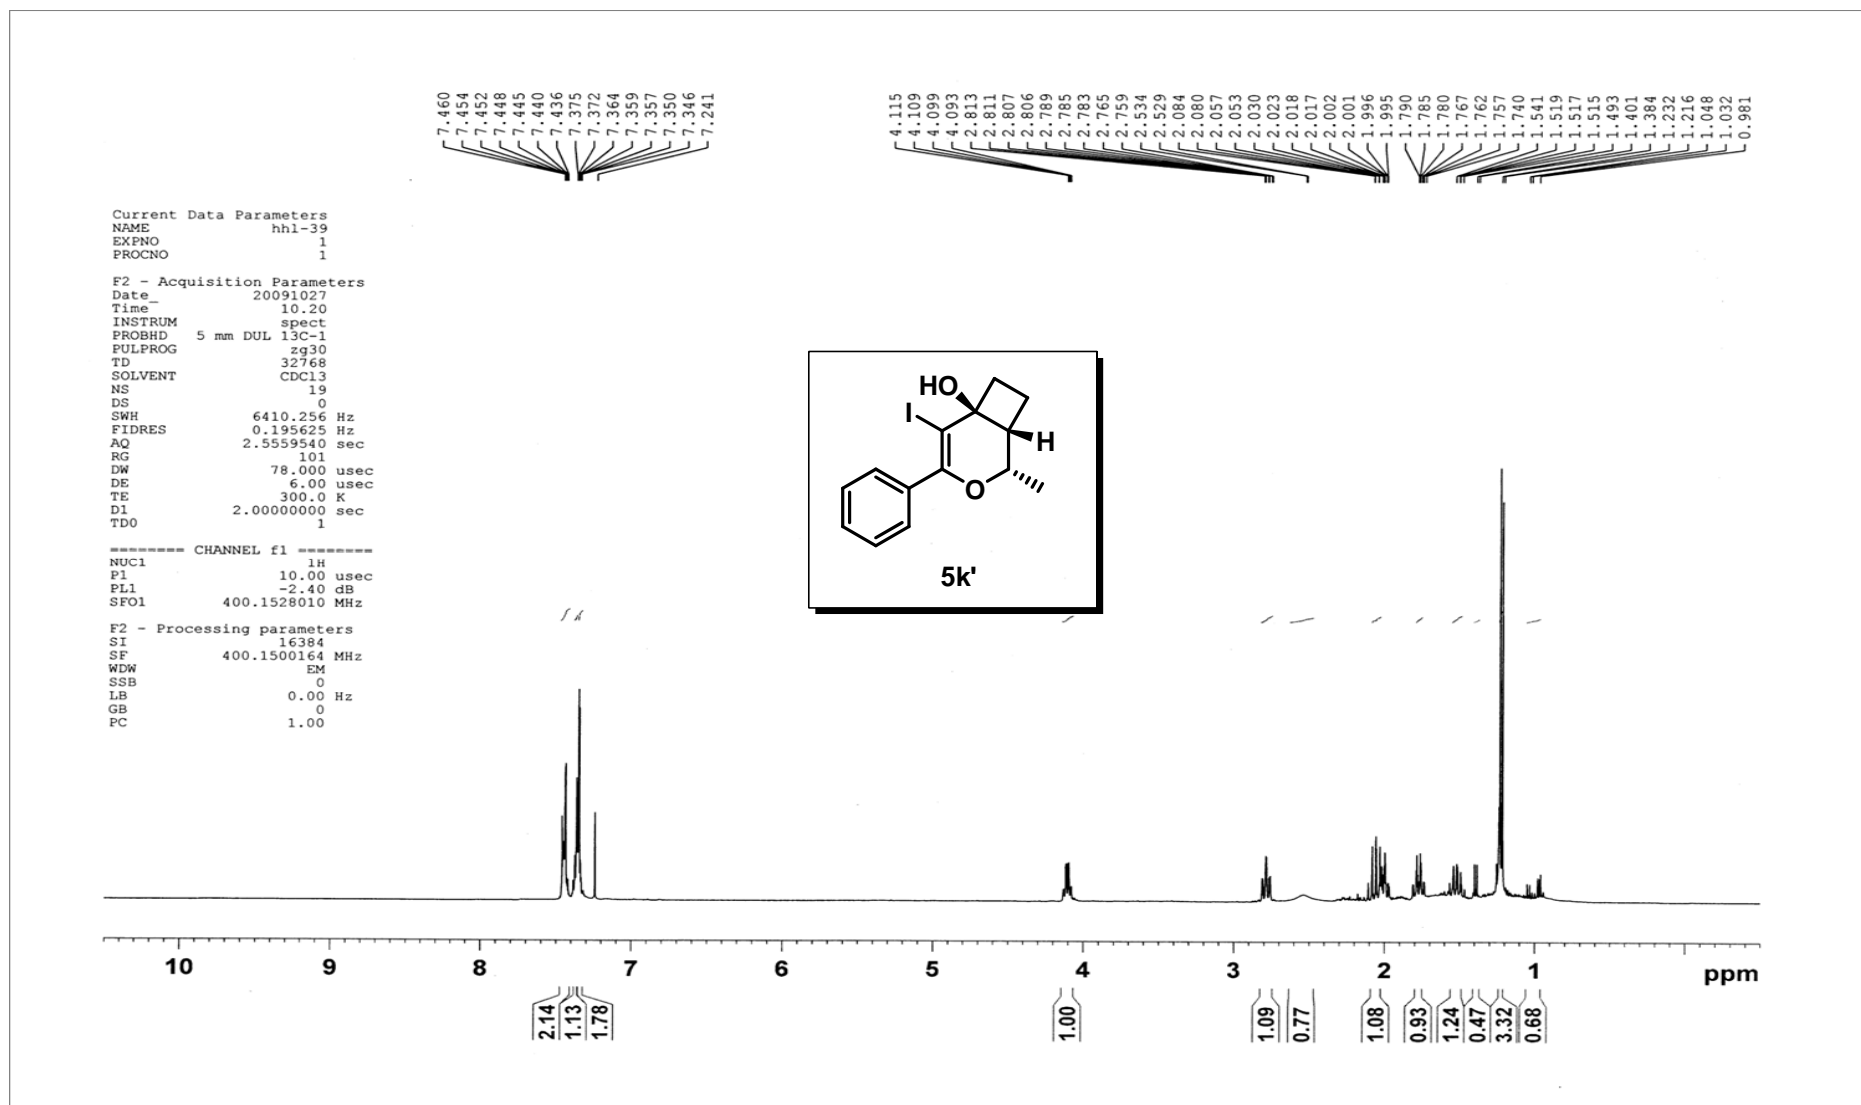 7.460 7.454 7.452 7.448 7.445 7.440 7.436 7.375 7.372 7.364 7.359 7.357 7.350 7.346 7.241
4.115 4.109 4.099 4.093 2.813 2.811 2.807 2.806 2.789 2.785 2.783 2.765 2.759 2.534 2.529 2.084 2.080 2.057 2.053 2.030 2.023 2.018 2.017 2.002 2.001 1.996 1.995 1.790 1.785 1.780 1.767 1.762 1.757 1.740 1.541 1.519 1.517 1.515 1.493 1.401 1.384 1.232 1.216 1.048 1.032 0.981
Current Data Parameters
NAME hhl-39
EXPNO 1
PROCNO 1
F2 - Acquisition Parameters
Date_ 20091027
Time 10.20
INSTRUM spect
PROBHD 5 mm DUL 13C-1
PULPROG zg30
TD 32768
SOLVENT CDCl3
NS 19
DS 0
SWH 6410.256 Hz
FIDRES 0.195625 Hz
AQ 2.5559540 sec
RG 101
DW 78.000 usec
DE 6.00 usec
TE 300.0 K
D1 2.00000000 sec
TD0 1
======== CHANNEL f1 ========
NUC1 1H
P1 10.00 usec
PL1 -2.40 dB
SFO1 400.1528010 MHz
F2 - Processing parameters
SI 16384
SF 400.1500164 MHz
WDW EM
SSB 0
LB 0.00 Hz
GB 0
PC 1.00
HO
I
H
O
5k'
10 9 8 7 6 5 4 3 2 1 ppm
2.14 1.13 1.78 1.00 1.09 0.77 1.08 0.93 1.24 0.47 3.32 0.68